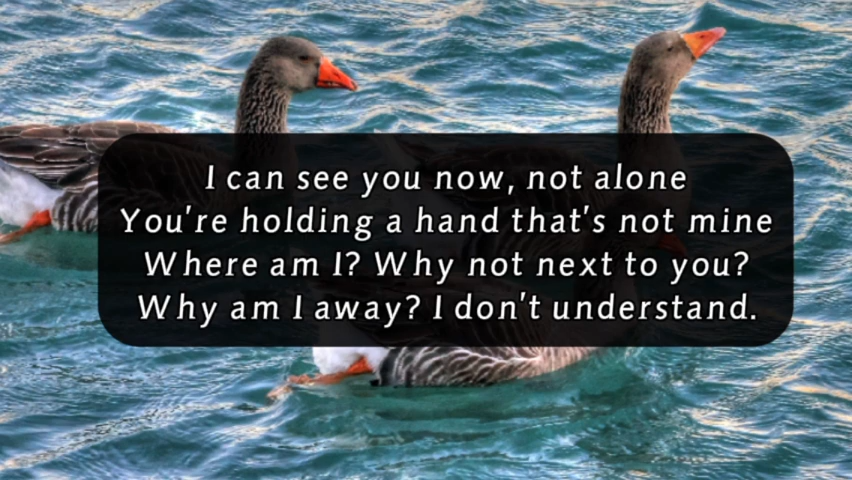 I can see you now, not alone
You're holding a hand that's not mine
Where am I? Why not next to you?
Why am I away? I don't understand.